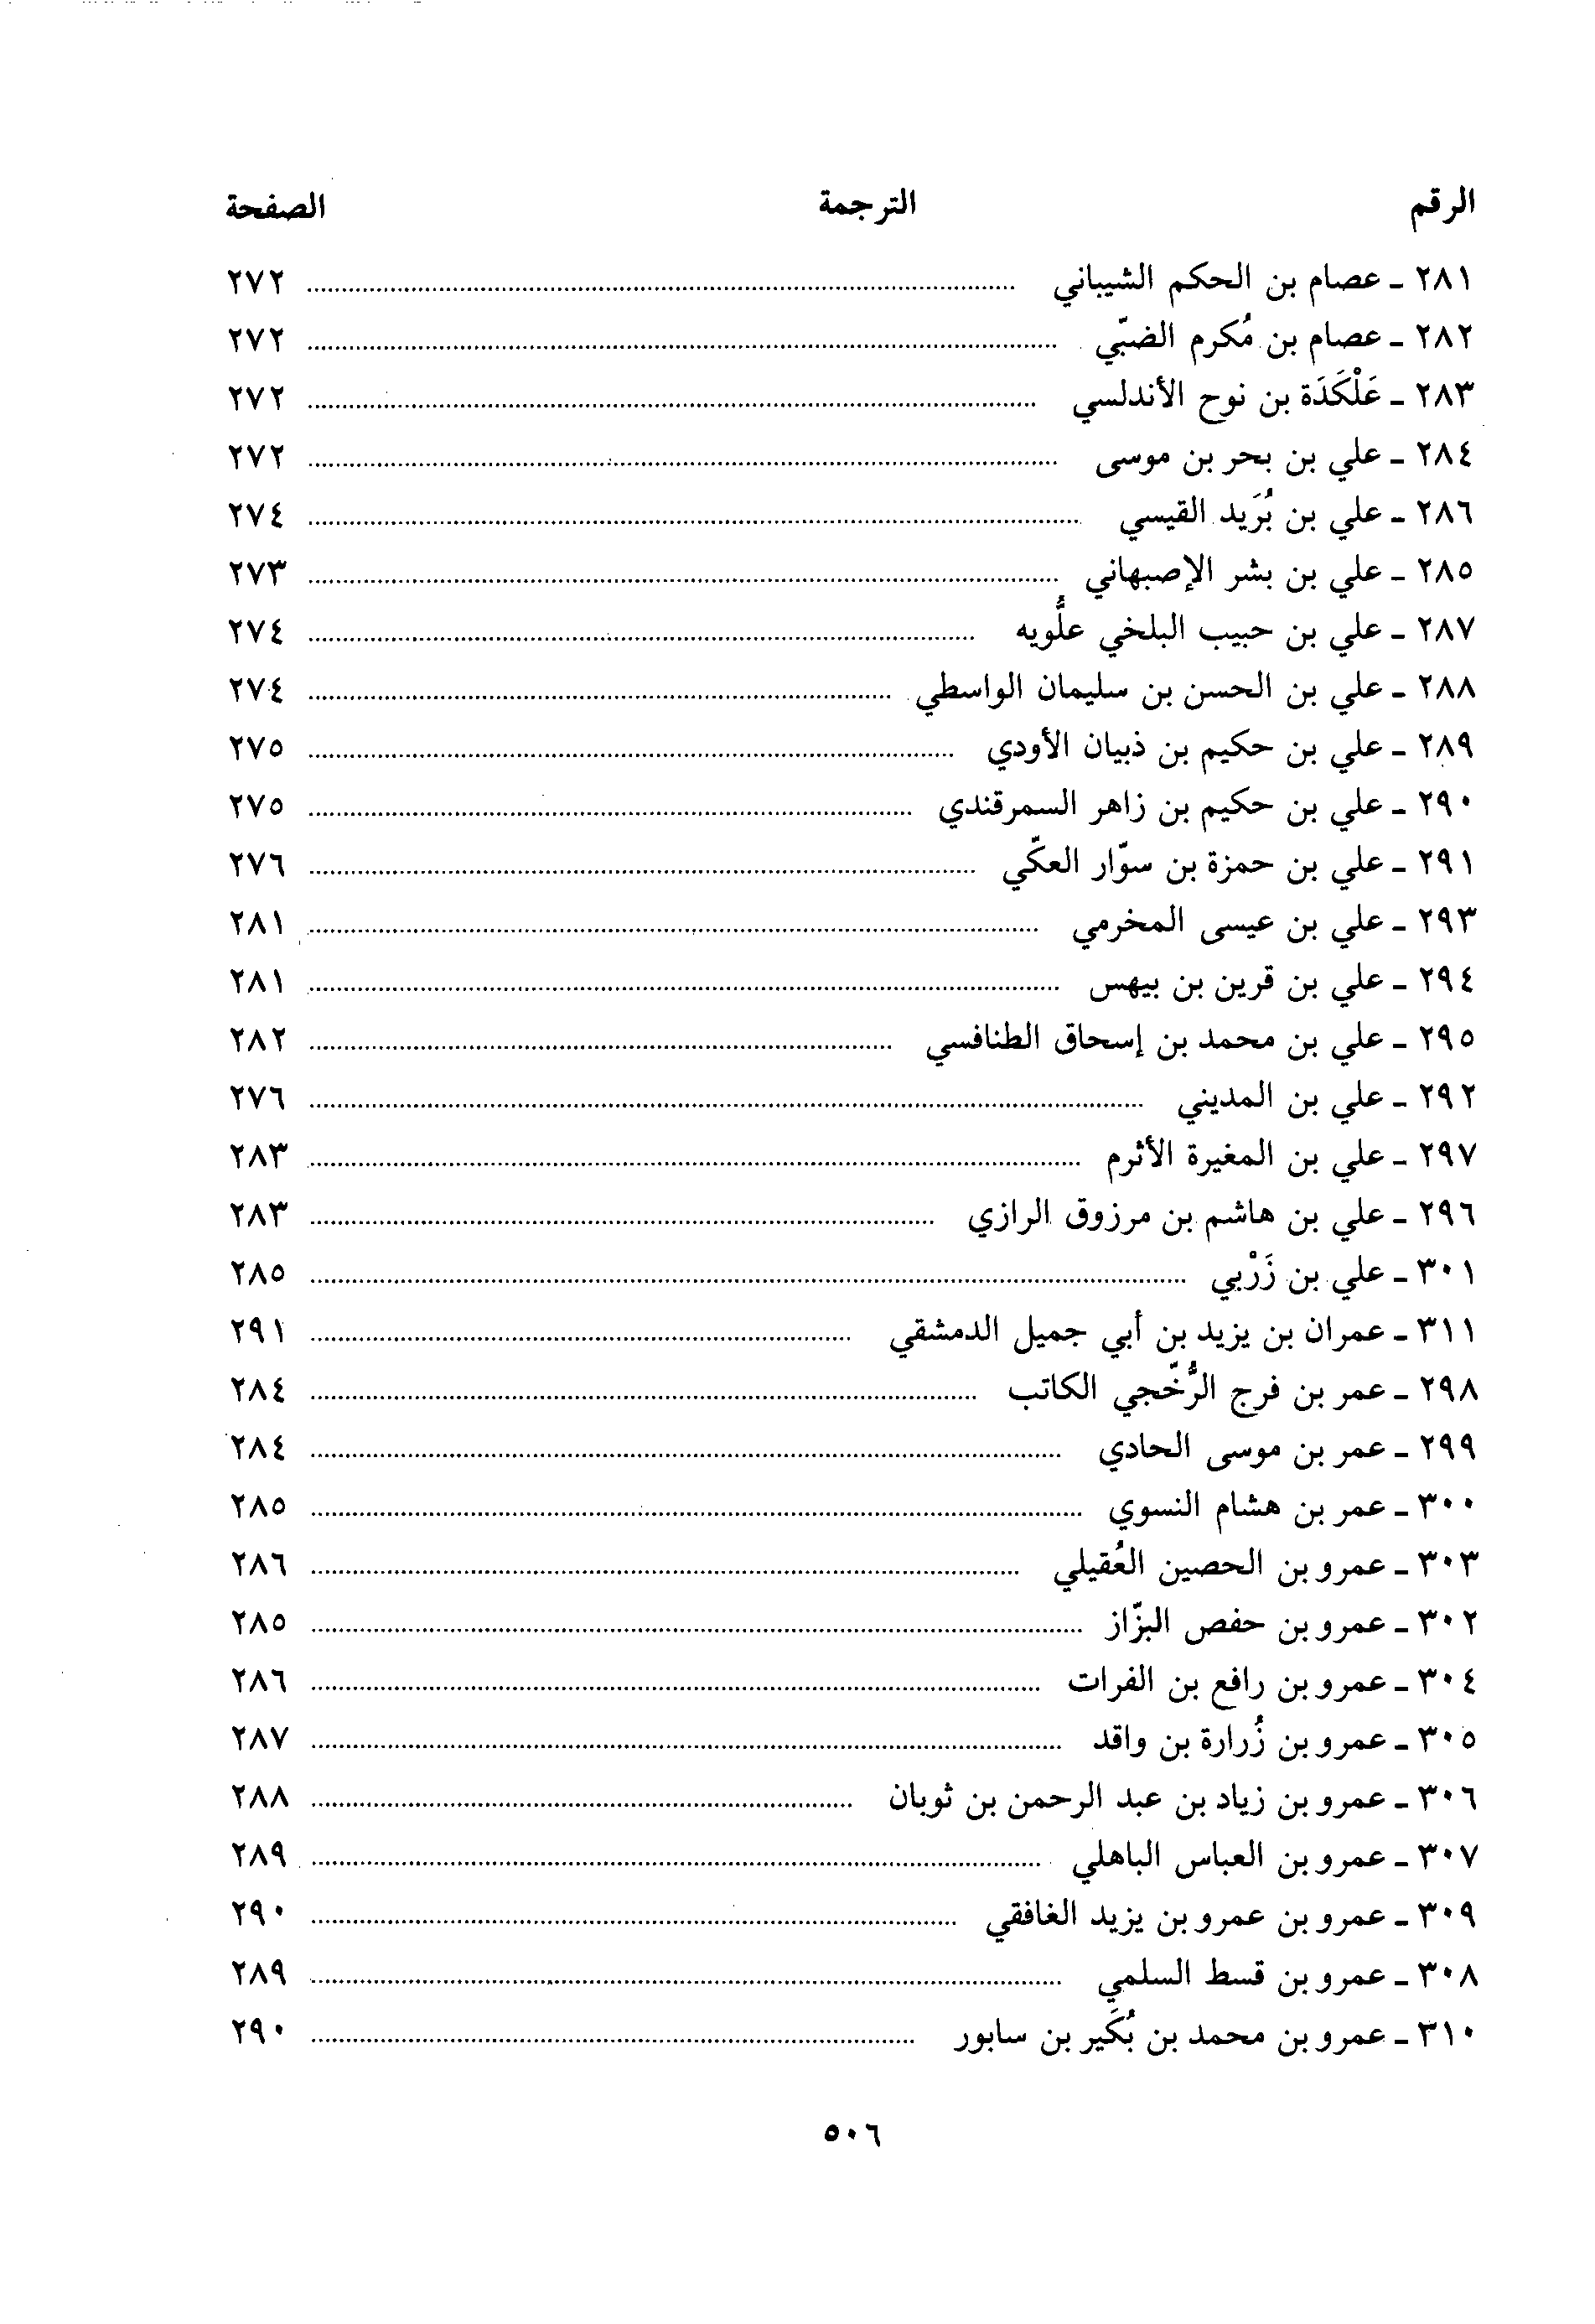 الرقم الترجمة الصفحة
٢٨١ ـ عصام بن الحكم الشيباني ........ ٢٧٢
٢٨٢ ـ عصام بن مُكرم الضبّي ........ ٢٧٢
٢٨٣ ـ عَلْكَدَة بن نوح الأندلسي ........ ٢٧٢
٢٨٤ ـ علي بن بحر بن موسى ........ ٢٧٢
٢٨٦ ـ علي بن بُرَيد القيسي ........ ٢٧٤
٢٨٥ ـ علي بن بشر الإصبهاني ........ ٢٧٣
٢٨٧ ـ علي بن حبيب البلخي علُّويه ........ ٢٧٤
٢٨٨ ـ علي بن الحسن بن سليمان الواسطي ........ ٢٧٤
٢٨٩ ـ علي بن حكيم بن ذبيان الأودي ........ ٢٧٥
٢٩٠ ـ علي بن حكيم بن زاهر السمرقندي ........ ٢٧٥
٢٩١ ـ علي بن حمزة بن سوّار العكّي ........ ٢٧٦
٢٩٣ ـ علي بن عيسى المخرمي ........ ٢٨١
٢٩٤ ـ علي بن قرين بن بيهس ........ ٢٨١
٢٩٥ ـ علي بن محمد بن إسحاق الطنافسي ........ ٢٨٢
٢٩٢ ـ علي بن المديني ........ ٢٧٦
٢٩٧ ـ علي بن المغيرة الأثرم ........ ٢٨٣
٢٩٦ ـ علي بن هاشم بن مرزوق الرازي ........ ٢٨٣
٣٠١ ـ علي بن زَرْبي ........ ٢٨٥
٣١١ ـ عمران بن يزيد بن أبي جميل الدمشقي ........ ٢٩١
٢٩٨ ـ عمر بن فرج الرُّخّجي الكاتب ........ ٢٨٤
٢٩٩ ـ عمر بن موسى الحادي ........ ٢٨٤
٣٠٠ ـ عمر بن هشام النسوي ........ ٢٨٥
٣٠٣ ـ عمرو بن الحصين العُقيلي ........ ٢٨٦
٣٠٢ ـ عمرو بن حفص البزّاز ........ ٢٨٥
٣٠٤ ـ عمرو بن رافع بن الفرات ........ ٢٨٦
٣٠٥ ـ عمرو بن زُرارة بن واقد ........ ٢٨٧
٣٠٦ ـ عمرو بن زياد بن عبد الرحمن بن ثوبان ........ ٢٨٨
٣٠٧ ـ عمرو بن العباس الباهلي ........ ٢٨٩
٣٠٩ ـ عمرو بن عمرو بن يزيد الغافقي ........ ٢٩٠
٣٠٨ ـ عمرو بن قسط السلمي ........ ٢٨٩
٣١٠ ـ عمرو بن محمد بن بُكَير بن سابور ........ ٢٩٠
٥٠٦